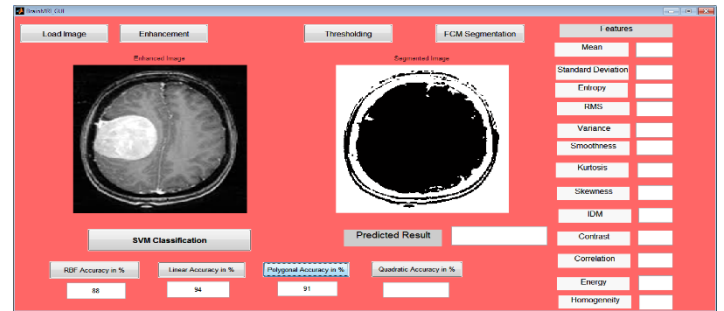 BrainMRI_GUI
Load Image
Enhancement
Thresholding
FCM Segmentation
Features
Enhanced Image
Segmented Image
Mean
Standard Deviation
Entropy
RMS
Variance
Smoothness
Kurtosis
Skewness
IDM
Contrast
Correlation
Energy
Homogeneity
SVM Classification
Predicted Result
RBF Accuracy in %
Linear Accuracy in %
Polygonal Accuracy in %
Quadratic Accuracy in %
88
94
91